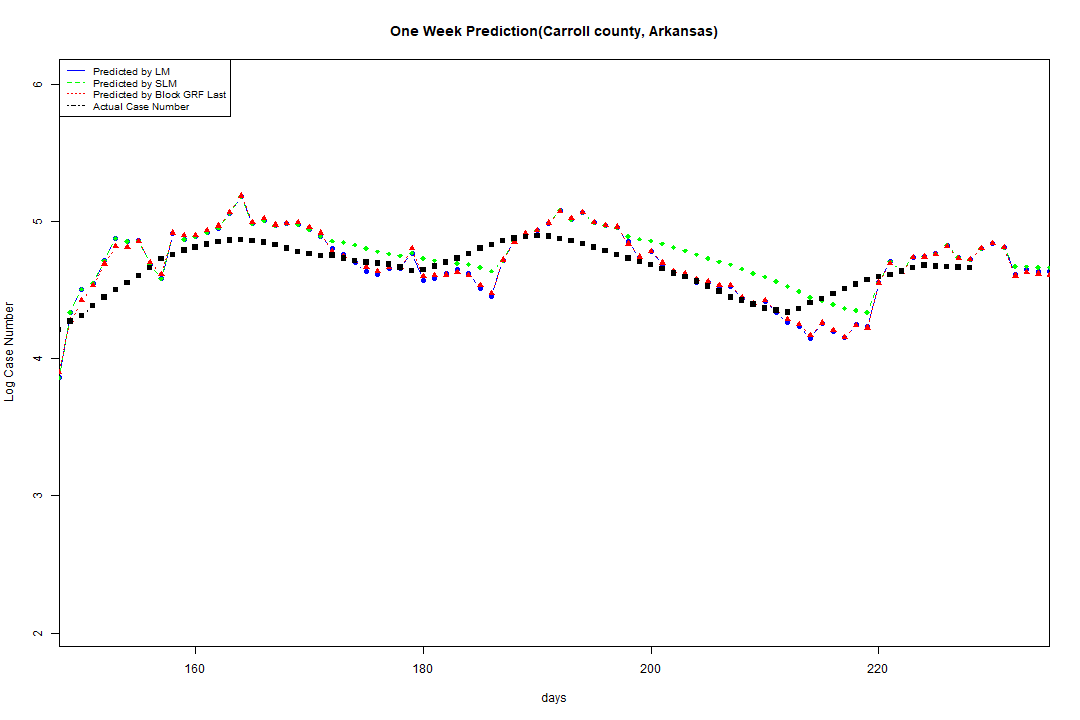 One Week Prediction(Carroll county, Arkansas)
Predicted by LM
Predicted by SLM
Predicted by Block GRF Last
Actual Case Number
6
5
4
3
2
Log Case Number
160 180 200 220
days